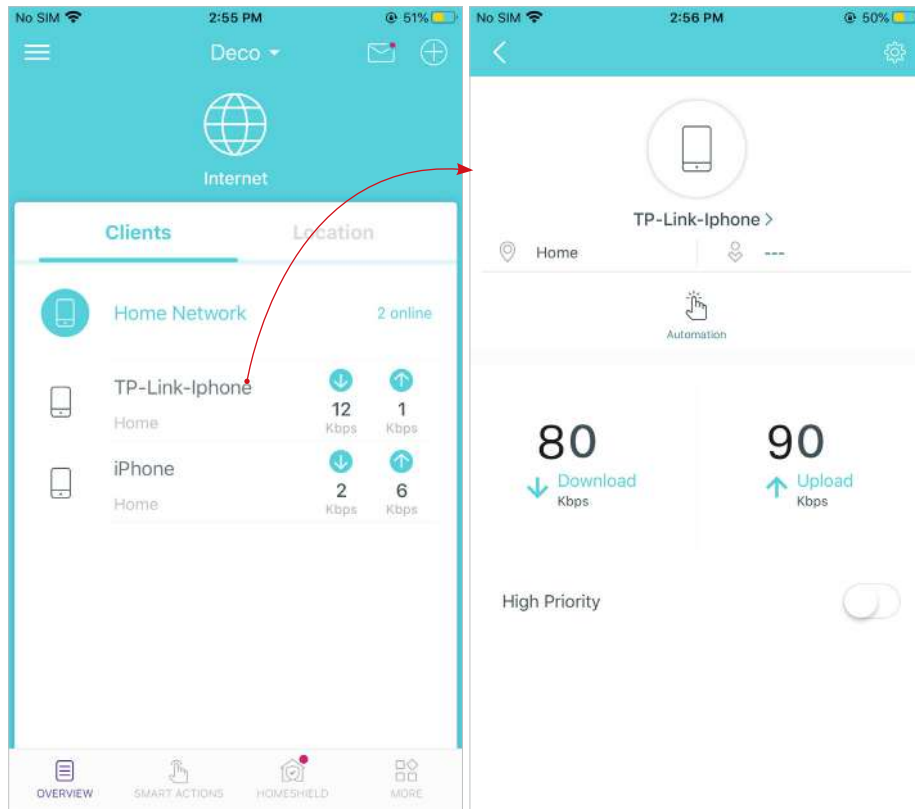 No SIM 2:55 PM 51%
Deco
Internet
Clients Location
Home Network 2 online
TP-Link-Iphone
Home
12 1
Kbps Kbps
iPhone
Home
2 6
Kbps Kbps
OVERVIEW SMART ACTIONS HOMESHIELD MORE
No SIM 2:56 PM 50%
TP-Link-Iphone >
Home ---
Automation
80 90
Download Upload
Kbps Kbps
High Priority